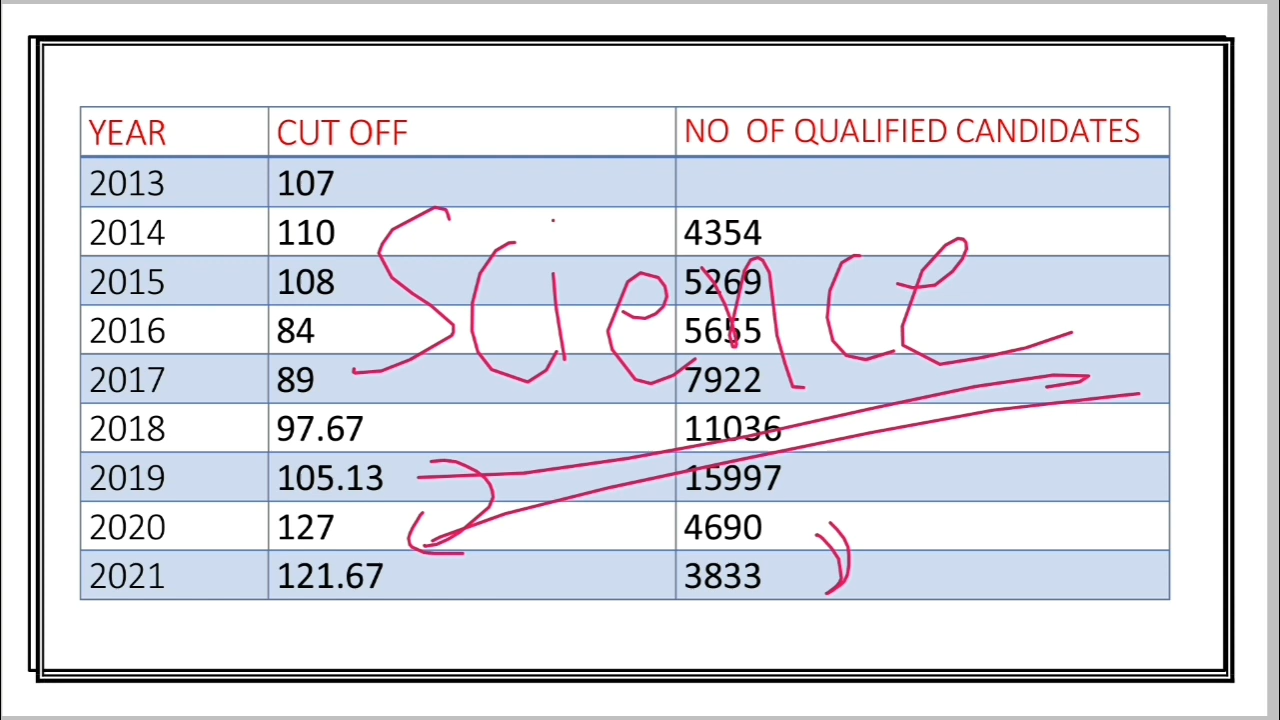 YEAR CUT OFF NO OF QUALIFIED CANDIDATES
2013 107
2014 110 4354
2015 108 5269
2016 84 5655
2017 89 7922
2018 97.67 11036
2019 105.13 15997
2020 127 4690
2021 121.67 3833
Science